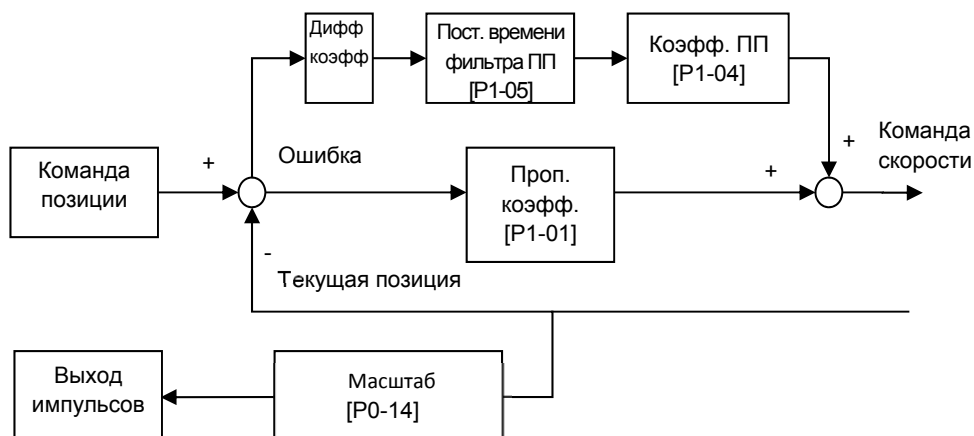 Дифф
коэфф
Пост. времени
фильтра ПП
[P1-05]
Коэфф. ПП
[P1-04]
+
Команда
скорости
Команда
позиции
+
Ошибка
Проп.
коэфф.
[P1-01]
+
-
Текущая позиция
Выход
импульсов
Масштаб
[P0-14]